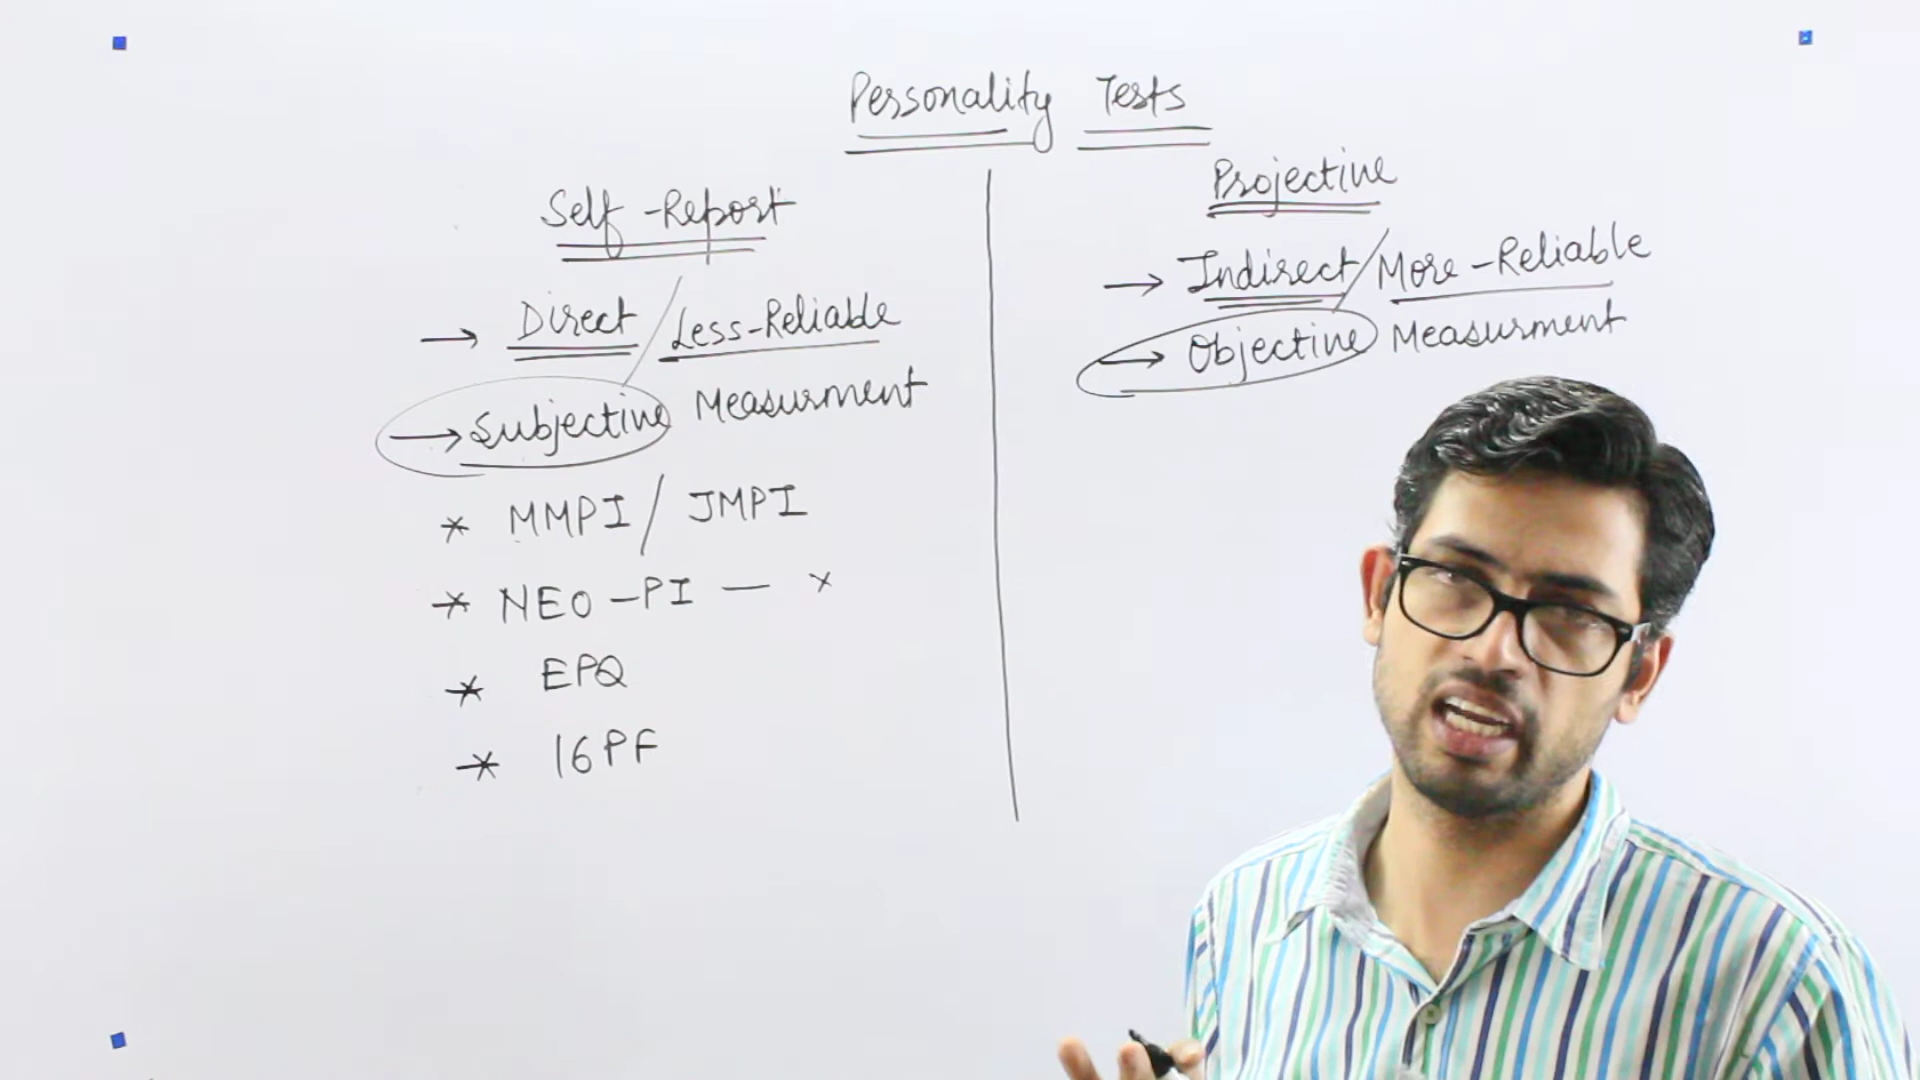 Personality Tests
Self-Report
→ Direct / Less-Reliable
→ Subjective Measurment
* MMPI / JMPI
* NEO-PI — x
* EPQ
* 16PF
Projective
→ Indirect / More-Reliable
→ Objective Measurment